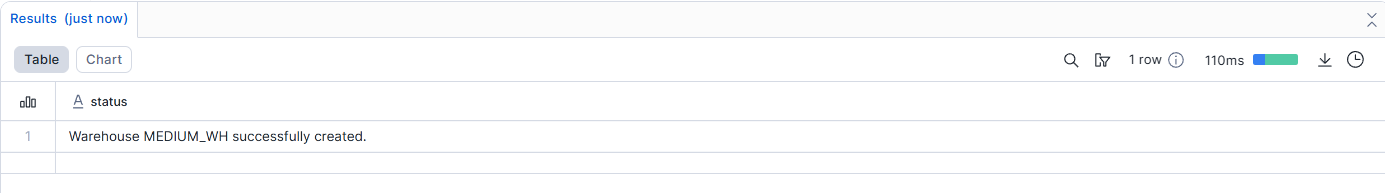 Results (just now)
Table Chart 1 row 110ms
A status
1 Warehouse MEDIUM_WH successfully created.